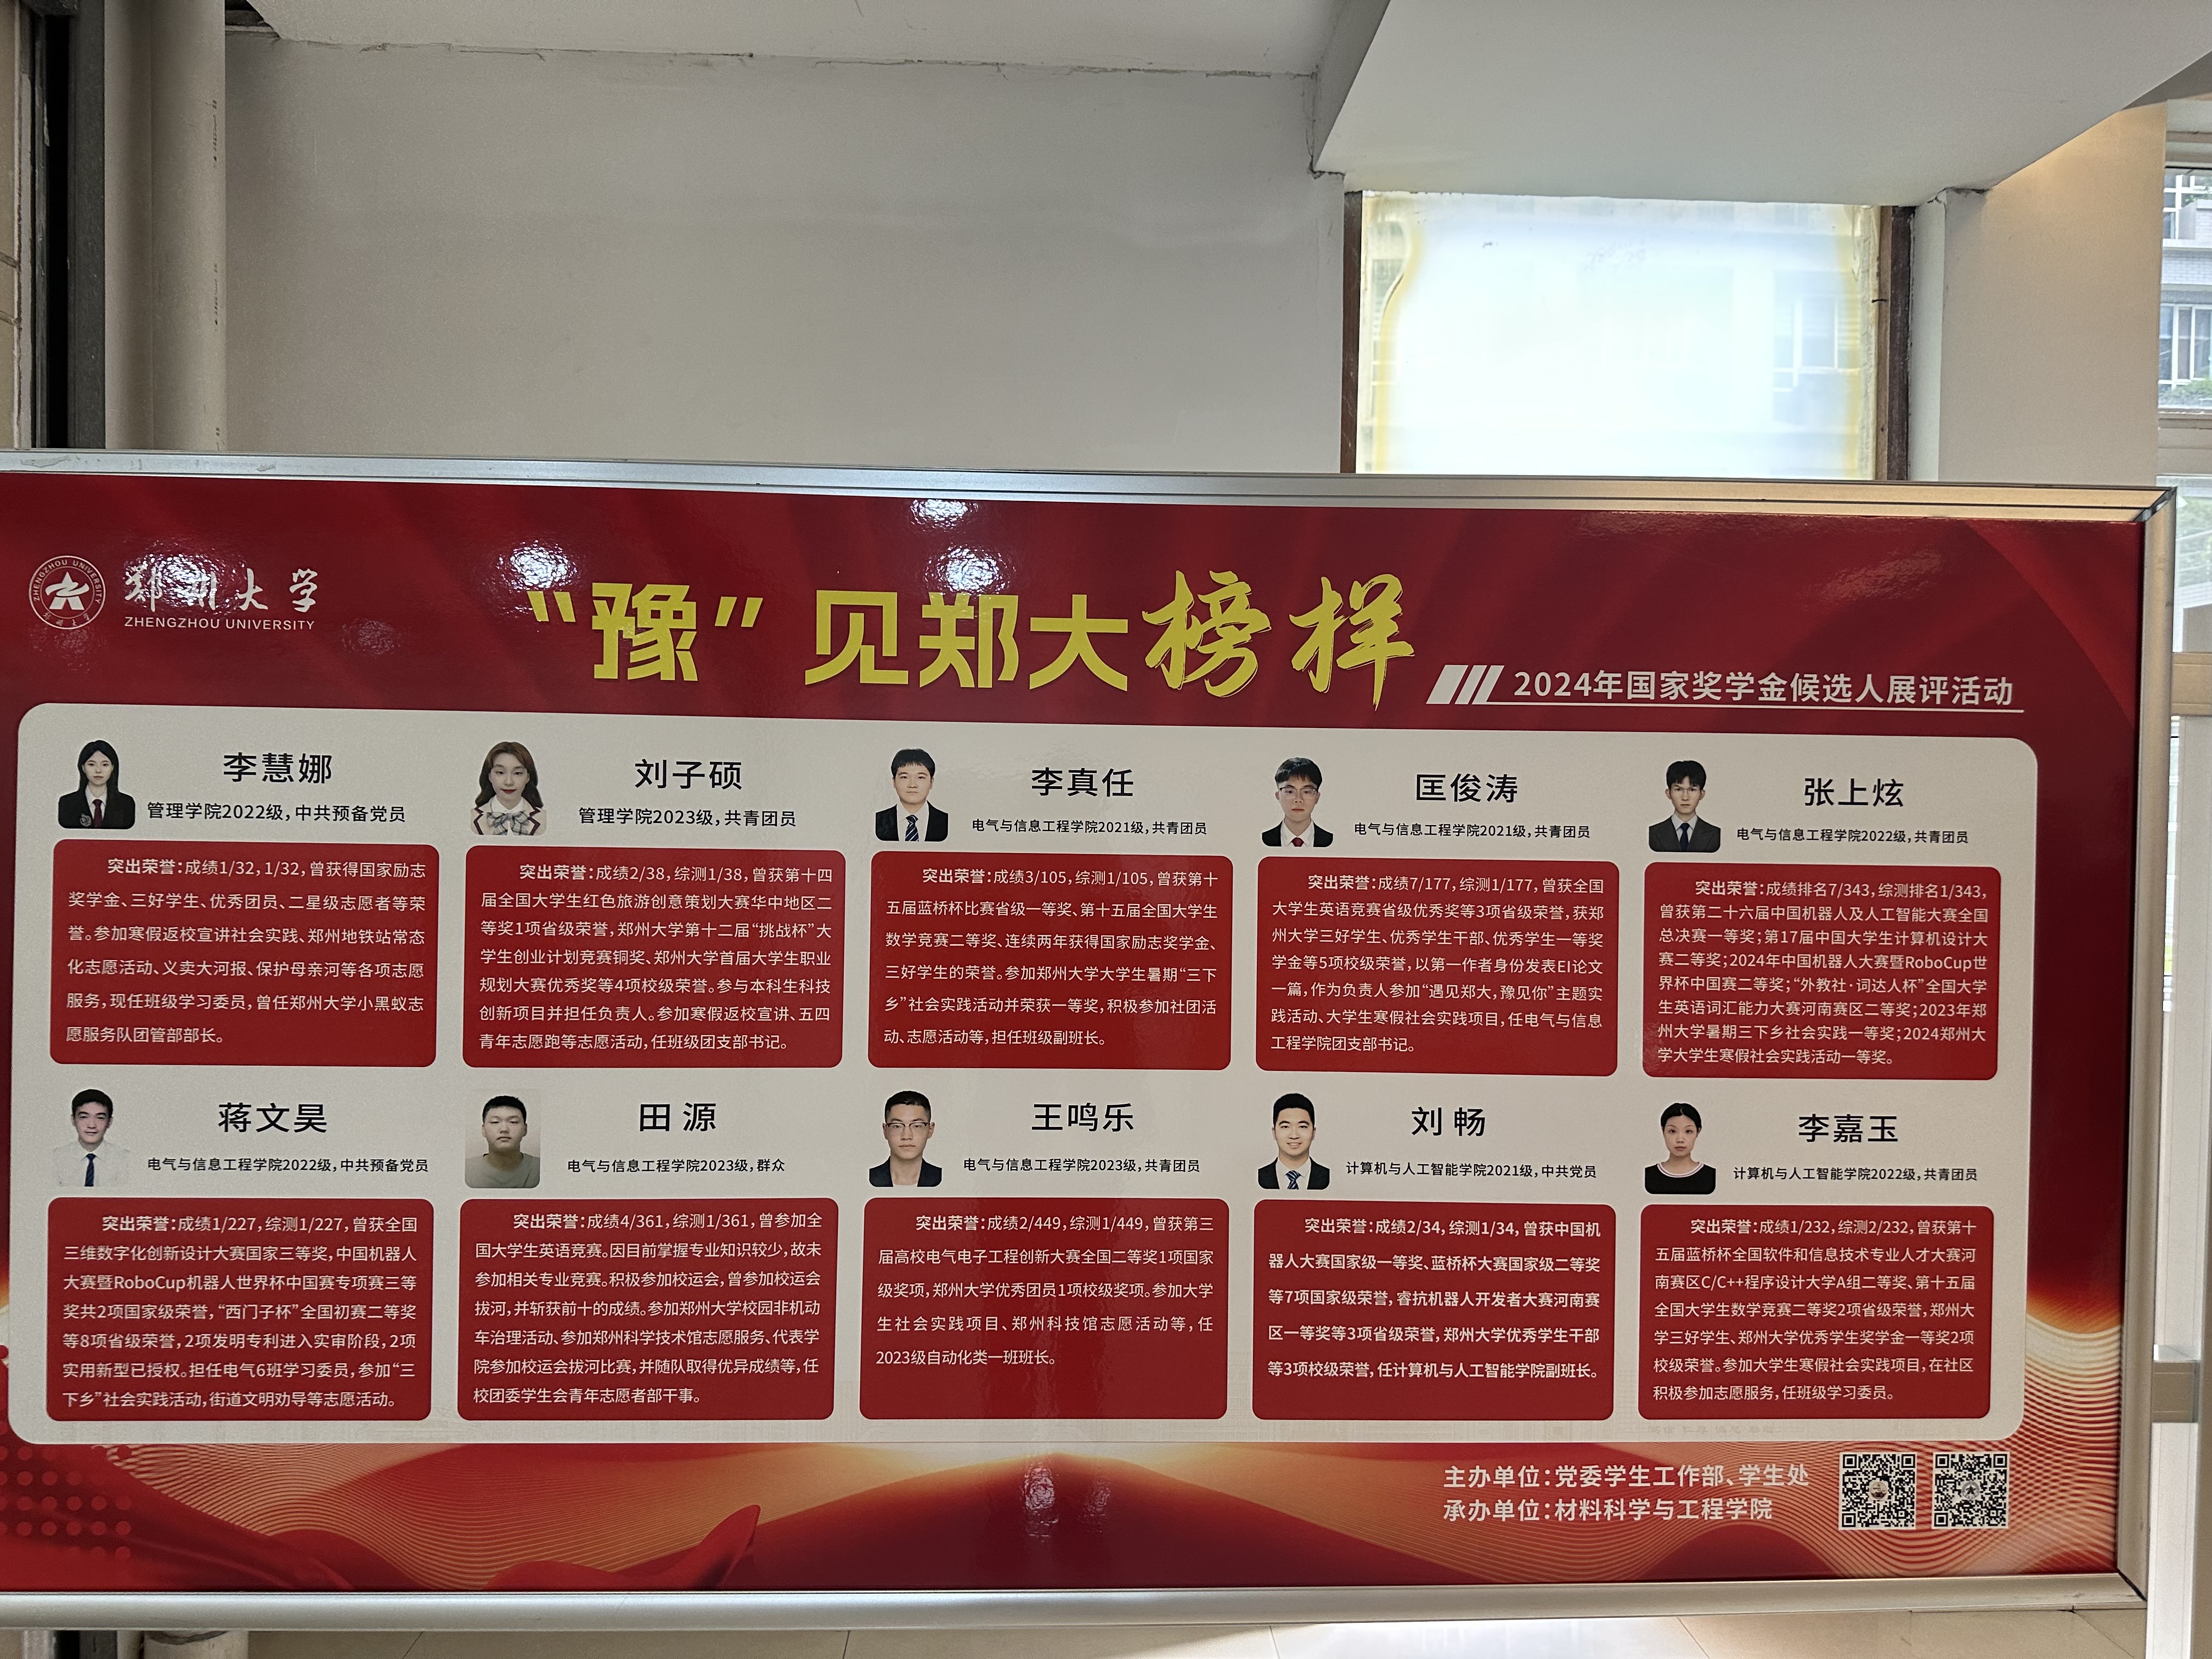 郑州大学
ZHENGZHOU UNIVERSITY
“豫”见郑大榜样
2024年国家奖学金候选人展评活动
李慧娜
管理学院2022级,中共预备党员
突出荣誉:成绩1/32,1/32,曾获得国家励志
奖学金、三好学生、优秀团员、二星级志愿者等荣
誉。参加寒假返校宣讲社会实践、郑州地铁站常态
化志愿活动、义卖大河报、保护母亲河等各项志愿
服务,现任班级学习委员,曾任郑州大学小黑蚁志
愿服务队团管部部长。
刘子硕
管理学院2023级,共青团员
突出荣誉:成绩2/38,综测1/38,曾获第十四
届全国大学生红色旅游创意策划大赛华中地区二
等奖1项省级荣誉,郑州大学第十二届“挑战杯”大
学生创业计划竞赛铜奖、郑州大学首届大学生职业
规划大赛优秀奖等4项校级荣誉。参与本科生科技
创新项目并担任负责人。参加寒假返校宣讲、五四
青年志愿跑等志愿活动,任班级团支部书记。
李真任
电气与信息工程学院2021级,共青团员
突出荣誉:成绩3/105,综测1/105,曾获第十
五届蓝桥杯比赛省级一等奖、第十五届全国大学生
数学竞赛二等奖、连续两年获得国家励志奖学金、
三好学生的荣誉。参加郑州大学大学生暑期“三下
乡”社会实践活动并荣获一等奖,积极参加社团活
动、志愿活动等,担任班级副班长。
匡俊涛
电气与信息工程学院2021级,共青团员
突出荣誉:成绩7/177,综测1/177,曾获全国
大学生英语竞赛省级优秀奖等3项省级荣誉,获郑
州大学三好学生、优秀学生干部、优秀学生一等奖
学金等5项校级荣誉,以第一作者身份发表EI论文
一篇,作为负责人参加“遇见郑大,豫见你”主题实
践活动、大学生寒假社会实践项目,任电气与信息
工程学院团支部书记。
张上炫
电气与信息工程学院2022级,共青团员
突出荣誉:成绩排名7/343,综测排名1/343,
曾获第二十六届中国机器人及人工智能大赛全国
总决赛一等奖;第17届中国大学生计算机设计大
赛二等奖;2024年中国机器人大赛暨RoboCup世
界杯中国赛二等奖;“外教社·词达人杯”全国大学
生英语词汇能力大赛河南赛区二等奖;2023年郑
州大学暑期三下乡社会实践一等奖;2024郑州大
学大学生寒假社会实践活动一等奖。
蒋文昊
电气与信息工程学院2022级,中共预备党员
突出荣誉:成绩1/227,综测1/227,曾获全国
三维数字化创新设计大赛国家三等奖,中国机器人
大赛暨RoboCup机器人世界杯中国赛专项赛三等
奖共2项国家级荣誉,“西门子杯”全国初赛二等奖
等8项省级荣誉,2项发明专利进入实审阶段,2项
实用新型已授权。担任电气6班学习委员,参加“三
下乡”社会实践活动,街道文明劝导等志愿活动。
田 源
电气与信息工程学院2023级,群众
突出荣誉:成绩4/361,综测1/361,曾参加全
国大学生英语竞赛。因目前掌握专业知识较少,故未
参加相关专业竞赛。积极参加校运会,曾参加校运会
拔河,并斩获前十的成绩。参加郑州大学校园非机动
车治理活动、参加郑州科学技术馆志愿服务、代表学
院参加校运会拔河比赛,并随队取得优异成绩等,任
校团委学生会青年志愿者部干事。
王鸣乐
电气与信息工程学院2023级,共青团员
突出荣誉:成绩2/449,综测1/449,曾获第三
届高校电气电子工程创新大赛全国二等奖1项国家
级奖项,郑州大学优秀团员1项校级奖项。参加大学
生社会实践项目、郑州科技馆志愿活动等,任
2023级自动化类一班班长。
刘 畅
计算机与人工智能学院2021级,中共党员
突出荣誉:成绩2/34,综测1/34,曾获中国机
器人大赛国家级一等奖、蓝桥杯大赛国家级二等奖
等7项国家级荣誉,睿抗机器人开发者大赛河南赛
区一等奖等3项省级荣誉,郑州大学优秀学生干部
等3项校级荣誉,任计算机与人工智能学院副班长。
李嘉玉
计算机与人工智能学院2022级,共青团员
突出荣誉:成绩1/232,综测2/232,曾获第十
五届蓝桥杯全国软件和信息技术专业人才大赛河
南赛区C/C++程序设计大学A组二等奖、第十五届
全国大学生数学竞赛二等奖2项省级荣誉,郑州大
学三好学生、郑州大学优秀学生奖学金一等奖2项
校级荣誉。参加大学生寒假社会实践项目,在社区
积极参加志愿服务,任班级学习委员。
主办单位:党委学生工作部、学生处
承办单位:材料科学与工程学院